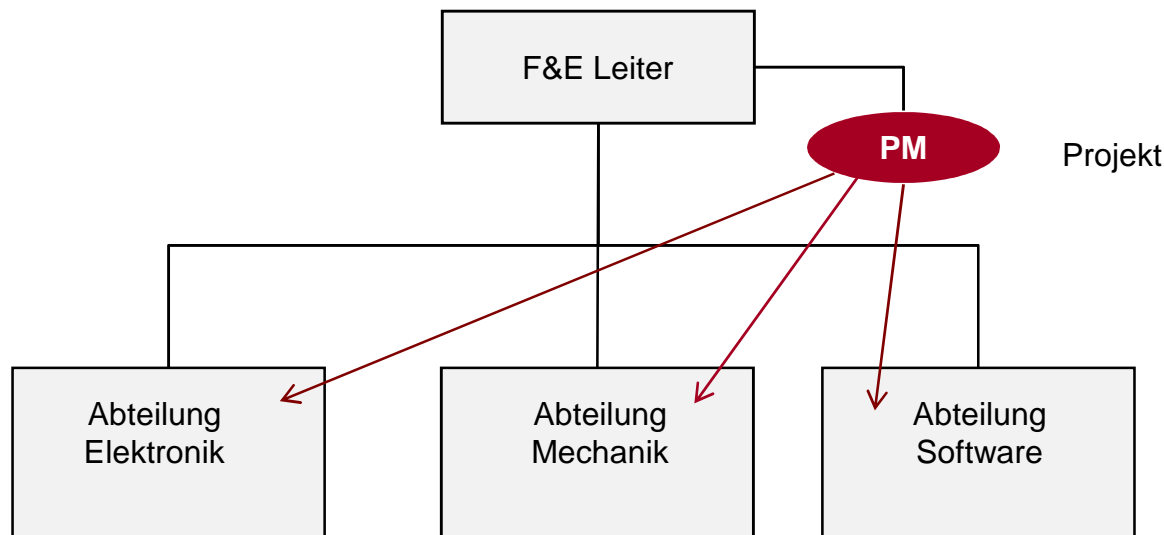 F&E Leiter
PM
Projekt
Abteilung
Elektronik
Abteilung
Mechanik
Abteilung
Software